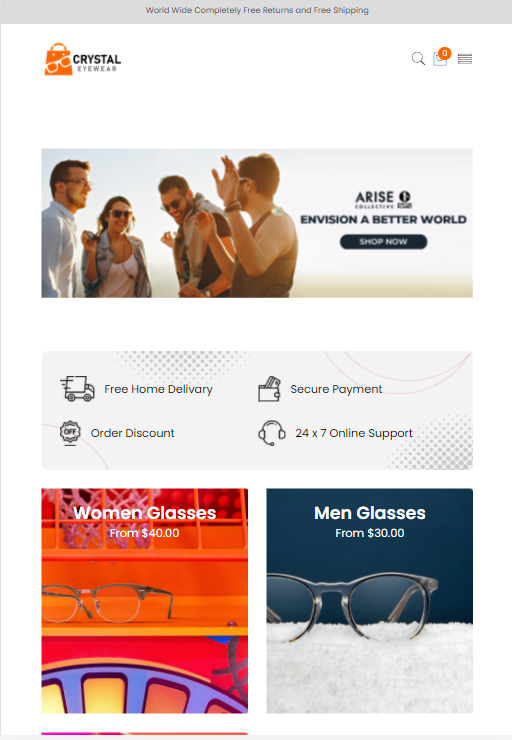 World Wide Completely Free Returns and Free Shipping
CRYSTAL
EYEWEAR
0
ARISE
COLLECTIVE
ENVISION A BETTER WORLD
SHOP NOW
Free Home Delivary
Secure Payment
OFF
Order Discount
24 x 7 Online Support
Women Glasses
From $40.00
Men Glasses
From $30.00